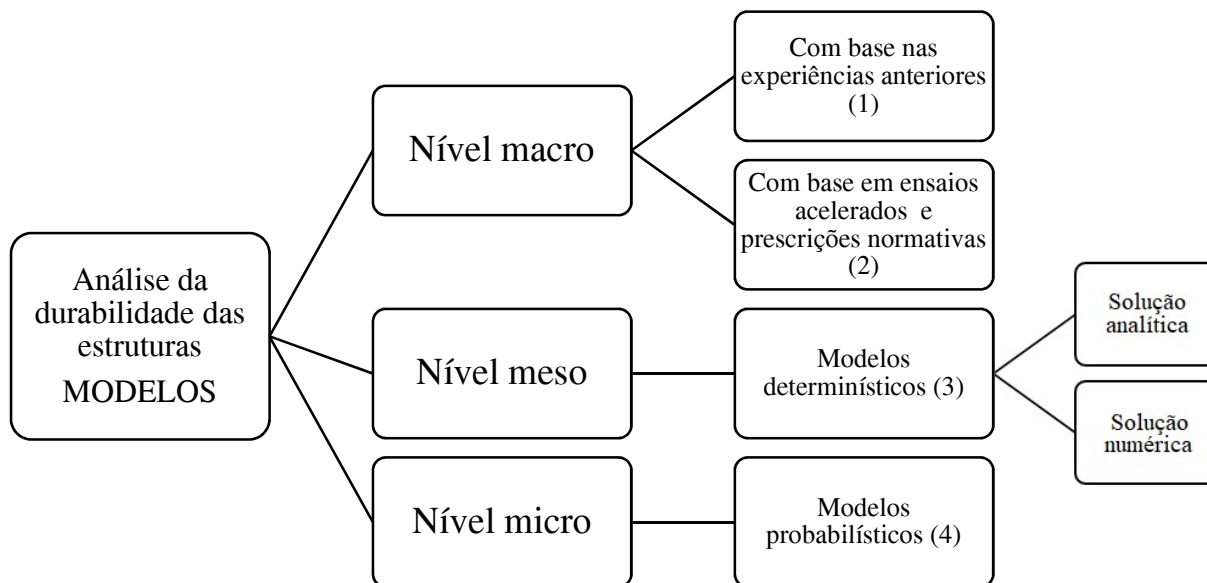 Análise da
durabilidade das
estruturas
MODELOS
Nível macro
Com base nas
experiências anteriores
(1)
Com base em ensaios
acelerados e
prescrições normativas
(2)
Nível meso
Modelos
determinísticos (3)
Solução
analítica
Solução
numérica
Nível micro
Modelos
probabilísticos (4)